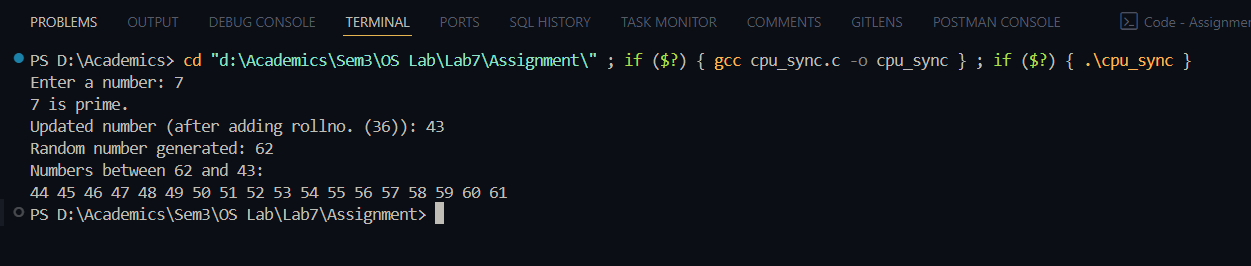 PROBLEMS OUTPUT DEBUG CONSOLE TERMINAL PORTS SQL HISTORY TASK MONITOR COMMENTS GITLENS POSTMAN CONSOLE Code - Assignmen
PS D:\Academics> cd "d:\Academics\Sem3\OS Lab\Lab7\Assignment\" ; if ($?) { gcc cpu_sync.c -o cpu_sync } ; if ($?) { .\cpu_sync }
Enter a number: 7
7 is prime.
Updated number (after adding rollno. (36)): 43
Random number generated: 62
Numbers between 62 and 43:
44 45 46 47 48 49 50 51 52 53 54 55 56 57 58 59 60 61
PS D:\Academics\Sem3\OS Lab\Lab7\Assignment>